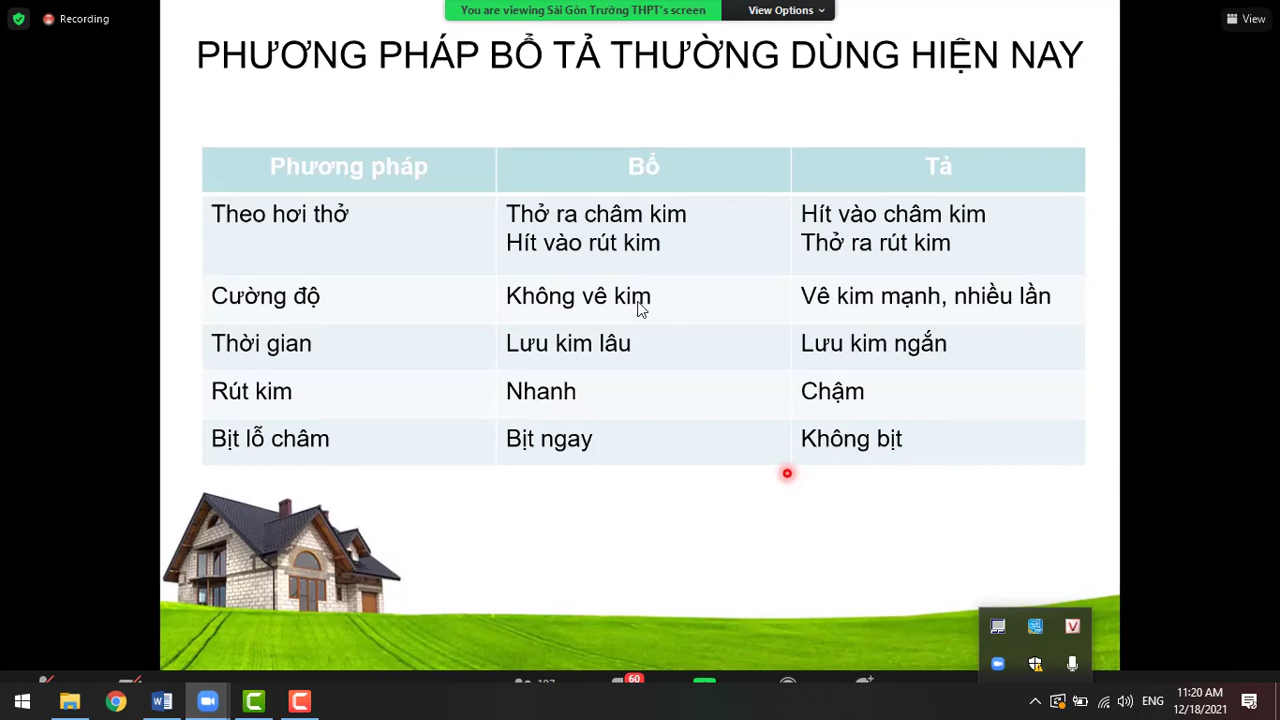 You are viewing Sài Gòn Trường THPT's screen
View Options
Recording
View
PHƯƠNG PHÁP BỔ TẢ THƯỜNG DÙNG HIỆN NAY
Phương pháp
Bổ
Tả
Theo hơi thở
Thở ra châm kim
Hít vào rút kim
Hít vào châm kim
Thở ra rút kim
Cường độ
Không vê kim
Vê kim mạnh, nhiều lần
Thời gian
Lưu kim lâu
Lưu kim ngắn
Rút kim
Nhanh
Chậm
Bịt lỗ châm
Bịt ngay
Không bịt
60
ENG
11:20 AM
12/18/2021